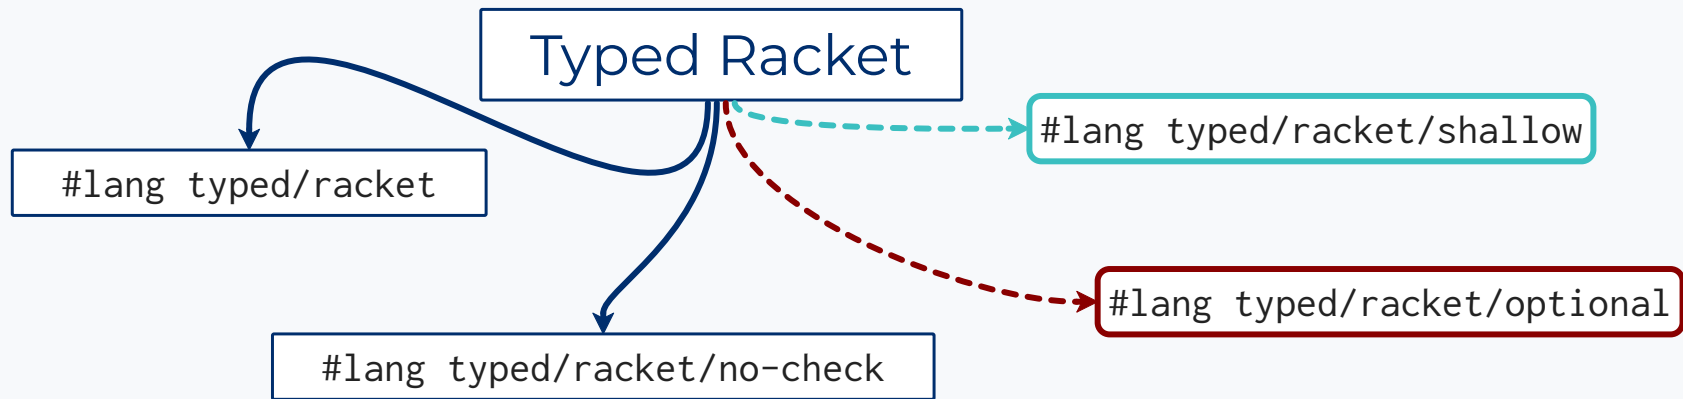 Typed Racket
#lang typed/racket/shallow
#lang typed/racket
#lang typed/racket/optional
#lang typed/racket/no-check